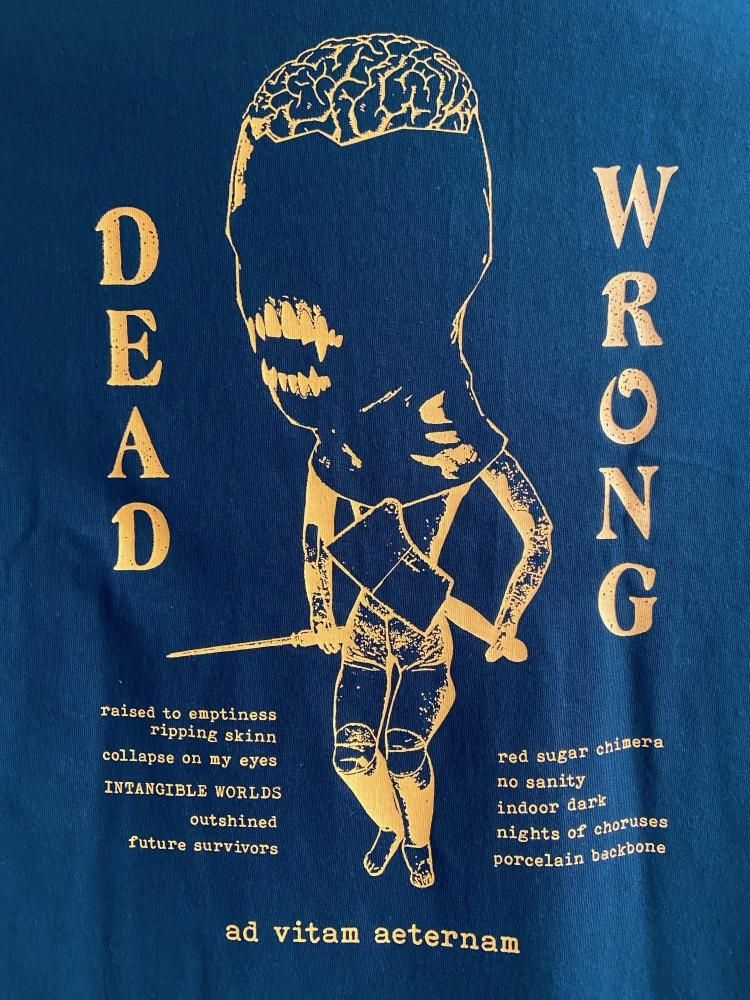 DEAD
WRONG
raised to emptiness
ripping skinn
collapse on my eyes
INTANGIBLE WORLDS
outshined
future survivors
red sugar chimera
no sanity
indoor dark
nights of choruses
porcelain backbone
ad vitam aeternam